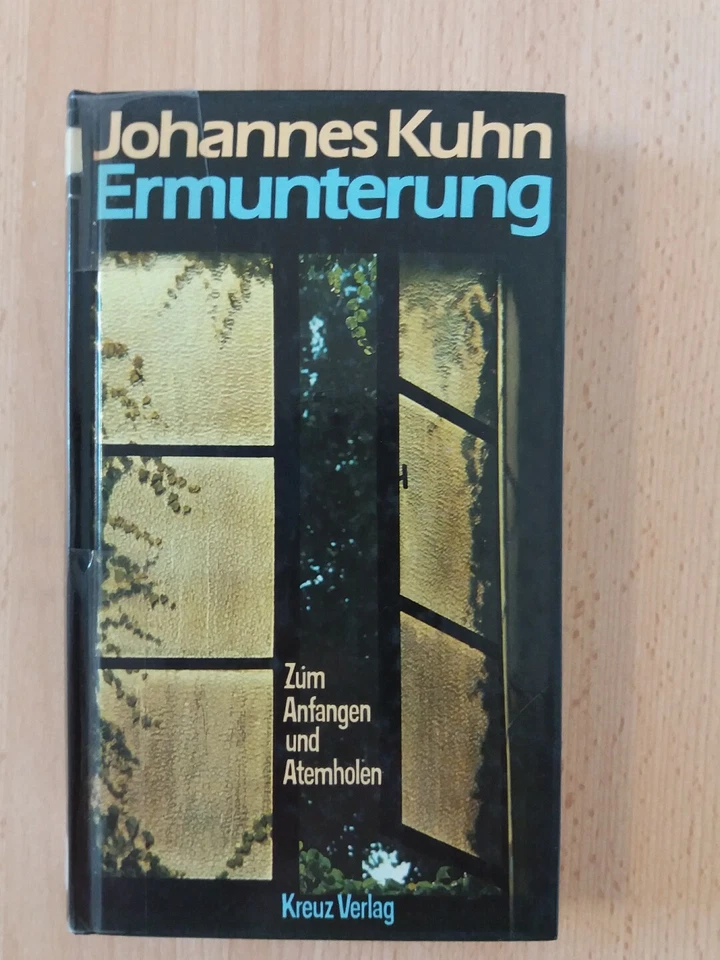 Johannes Kuhn
Ermunterung
Zum
Anfangen
und
Atemholen
Kreuz Verlag